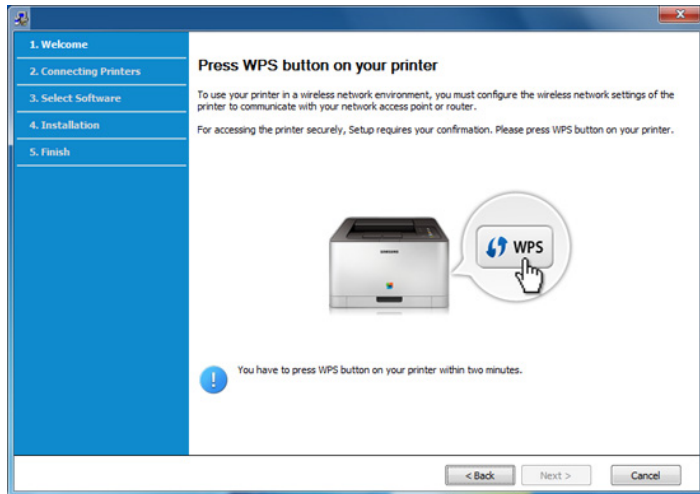 1. Welcome
2. Connecting Printers
3. Select Software
4. Installation
5. Finish
Press WPS button on your printer
To use your printer in a wireless network environment, you must configure the wireless network settings of the
printer to communicate with your network access point or router.
For accessing the printer securely, Setup requires your confirmation. Please press WPS button on your printer.
SAMSUNG
WPS
You have to press WPS button on your printer within two minutes.
< Back
Next >
Cancel